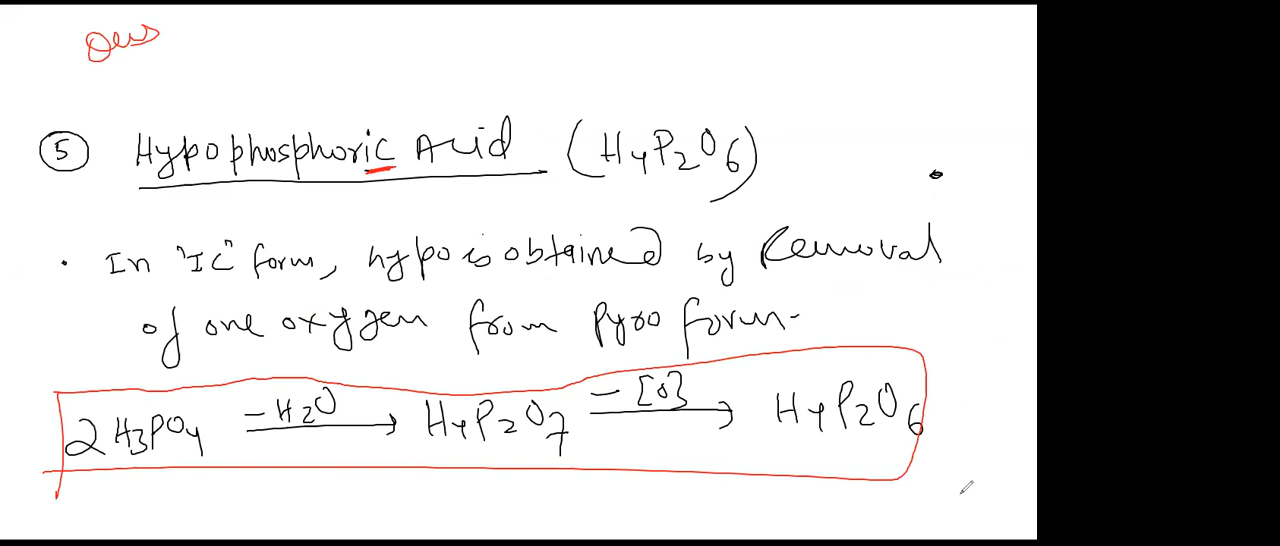 Ques
⑤ Hypophosphoric Acid (H₄P₂O₆)
· In "IC" form, hypo is obtained by Removal
of one oxygen from Pyro form.
2H₃PO₄ —H₂O→ H₄P₂O₇ —[O]→ H₄P₂O₆